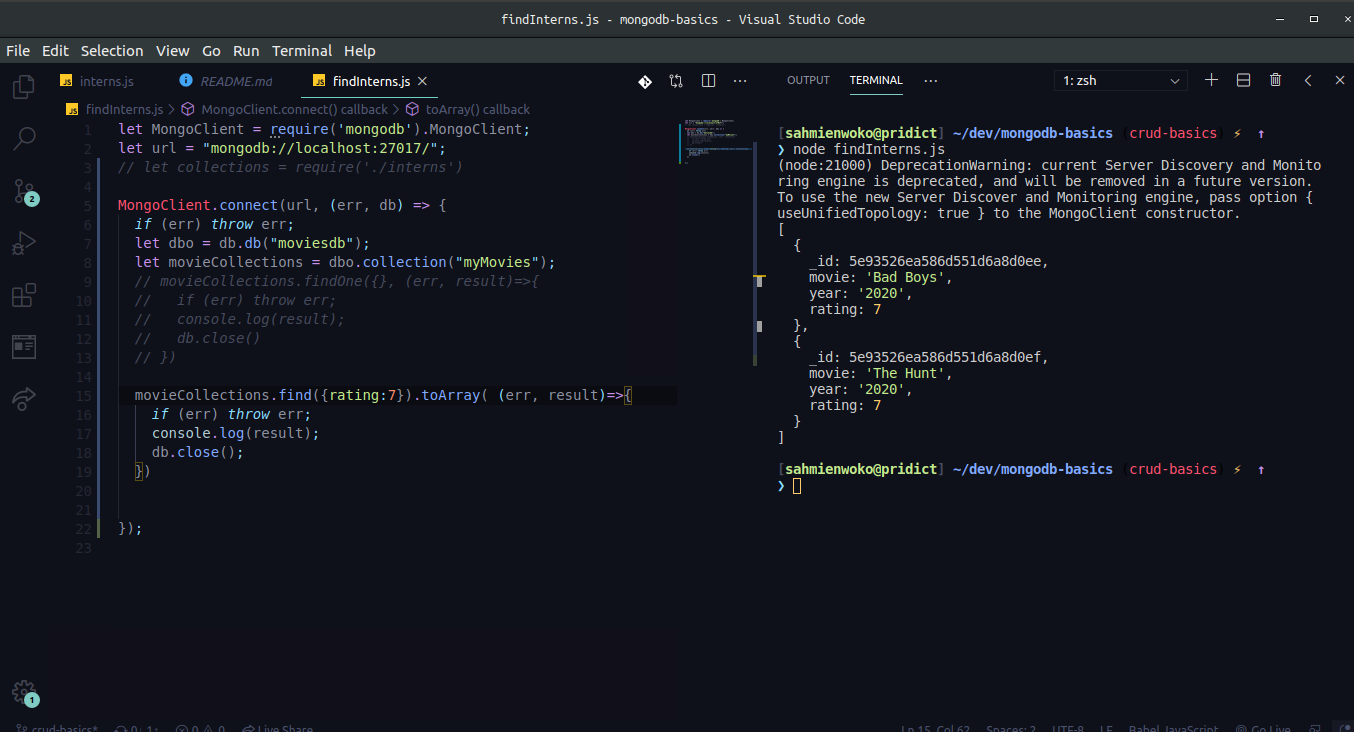 findInterns.js - mongodb-basics - Visual Studio Code
File Edit Selection View Go Run Terminal Help
JS interns.js README.md JS findInterns.js
JS findInterns.js > MongoClient.connect() callback > toArray() callback
1 let MongoClient = require('mongodb').MongoClient;
2 let url = "mongodb://localhost:27017/";
3 // let collections = require('./interns')
4
5 MongoClient.connect(url, (err, db) => {
6 if (err) throw err;
7 let dbo = db.db("moviesdb");
8 let movieCollections = dbo.collection("myMovies");
9 // movieCollections.findOne({}, (err, result)=>{
10 // if (err) throw err;
11 // console.log(result);
12 // db.close()
13 // })
14
15 movieCollections.find({rating:7}).toArray( (err, result)=>{
16 if (err) throw err;
17 console.log(result);
18 db.close();
19 })
20
21
22 });
23
OUTPUT TERMINAL ... 1: zsh
[sahmienwoko@pridict] ~/dev/mongodb-basics (crud-basics) ⚡ ↑
❯ node findInterns.js
(node:21000) DeprecationWarning: current Server Discovery and Monito
ring engine is deprecated, and will be removed in a future version.
To use the new Server Discover and Monitoring engine, pass option {
useUnifiedTopology: true } to the MongoClient constructor.
[
{
_id: 5e93526ea586d551d6a8d0ee,
movie: 'Bad Boys',
year: '2020',
rating: 7
},
{
_id: 5e93526ea586d551d6a8d0ef,
movie: 'The Hunt',
year: '2020',
rating: 7
}
]
[sahmienwoko@pridict] ~/dev/mongodb-basics (crud-basics) ⚡ ↑
❯
2
1
crud-basics* 0↓ 1↑ 0 0 Live Share Ln 15, Col 62 Spaces: 2 UTF-8 LF Babel JavaScript Go Live